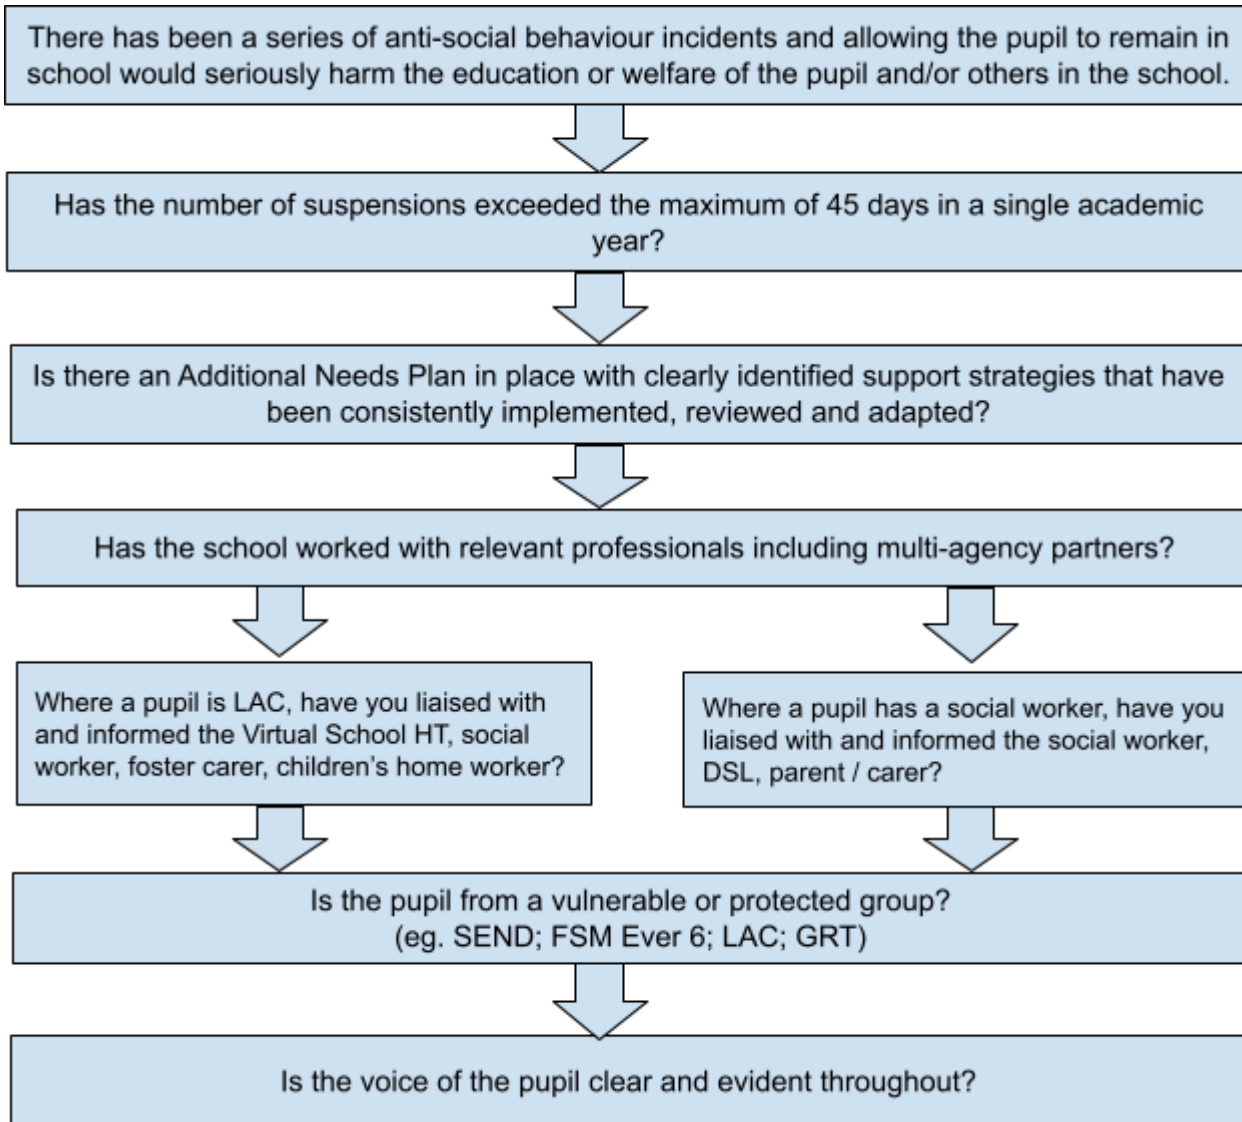 There has been a series of anti-social behaviour incidents and allowing the pupil to remain in
school would seriously harm the education or welfare of the pupil and/or others in the school.
Has the number of suspensions exceeded the maximum of 45 days in a single academic
year?
Is there an Additional Needs Plan in place with clearly identified support strategies that have
been consistently implemented, reviewed and adapted?
Has the school worked with relevant professionals including multi-agency partners?
Where a pupil is LAC, have you liaised with
and informed the Virtual School HT, social
worker, foster carer, children's home worker?
Where a pupil has a social worker, have you
liaised with and informed the social worker,
DSL, parent / carer?
Is the pupil from a vulnerable or protected group?
(eg. SEND; FSM Ever 6; LAC; GRT)
Is the voice of the pupil clear and evident throughout?